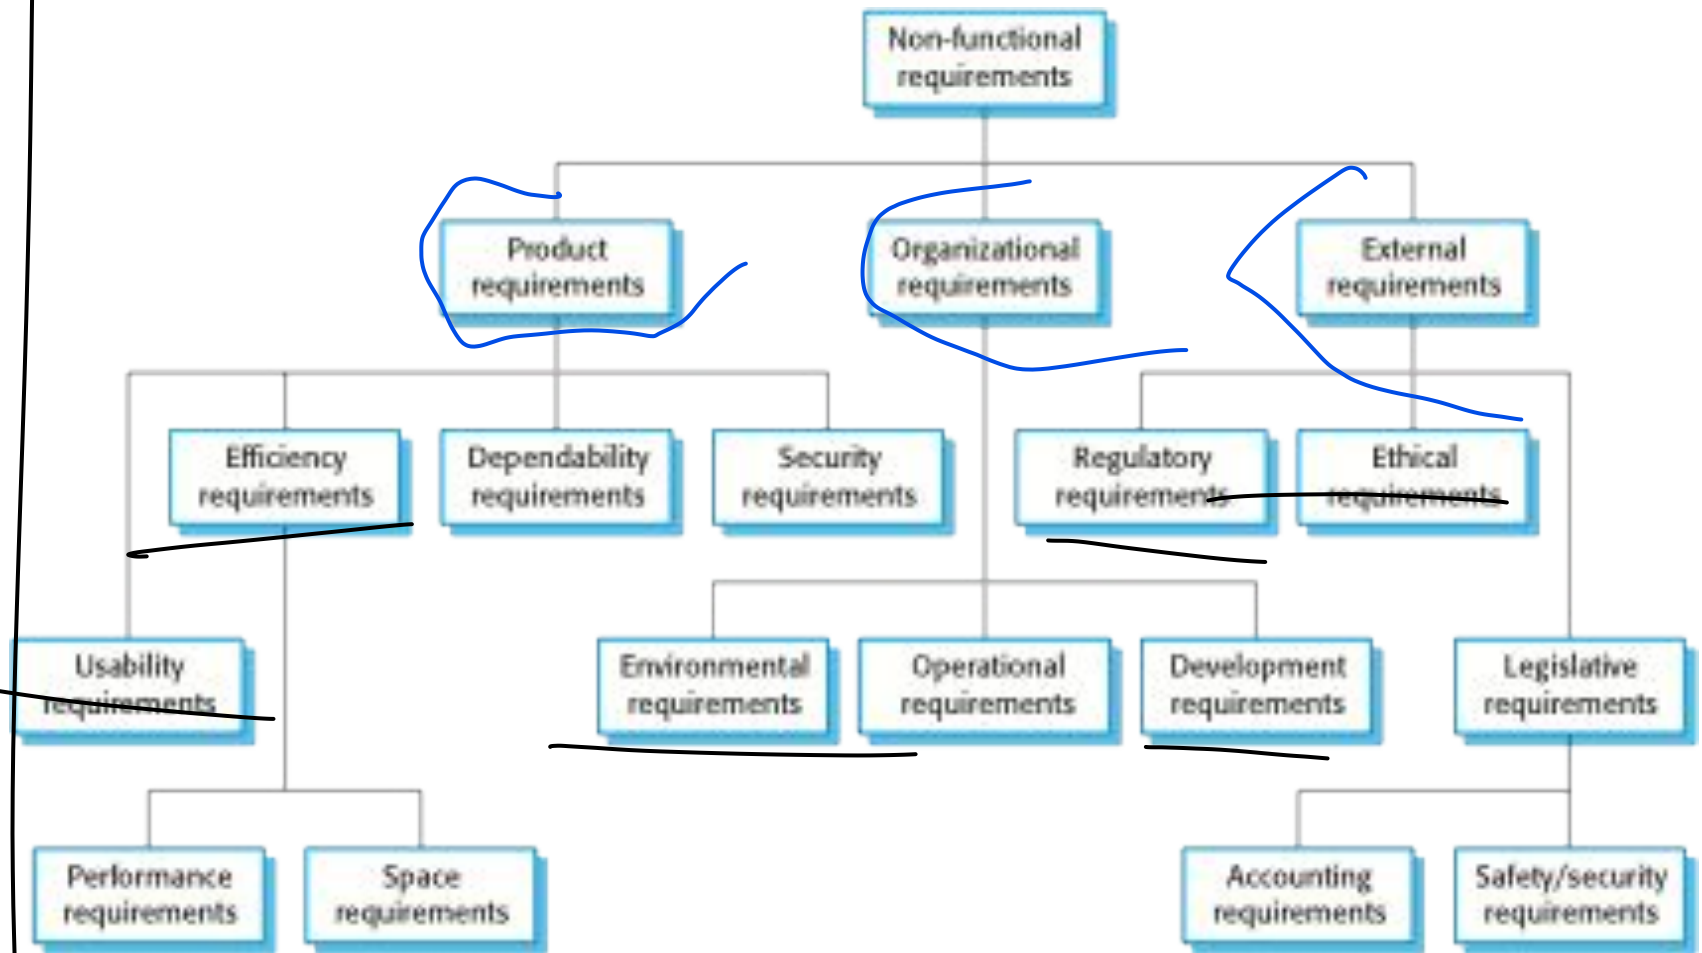 Non-functional
requirements
Product
requirements
Organizational
requirements
External
requirements
Efficiency
requirements
Dependability
requirements
Security
requirements
Regulatory
requirements
Ethical
requirements
Usability
requirements
Environmental
requirements
Operational
requirements
Development
requirements
Legislative
requirements
Performance
requirements
Space
requirements
Accounting
requirements
Safety/security
requirements